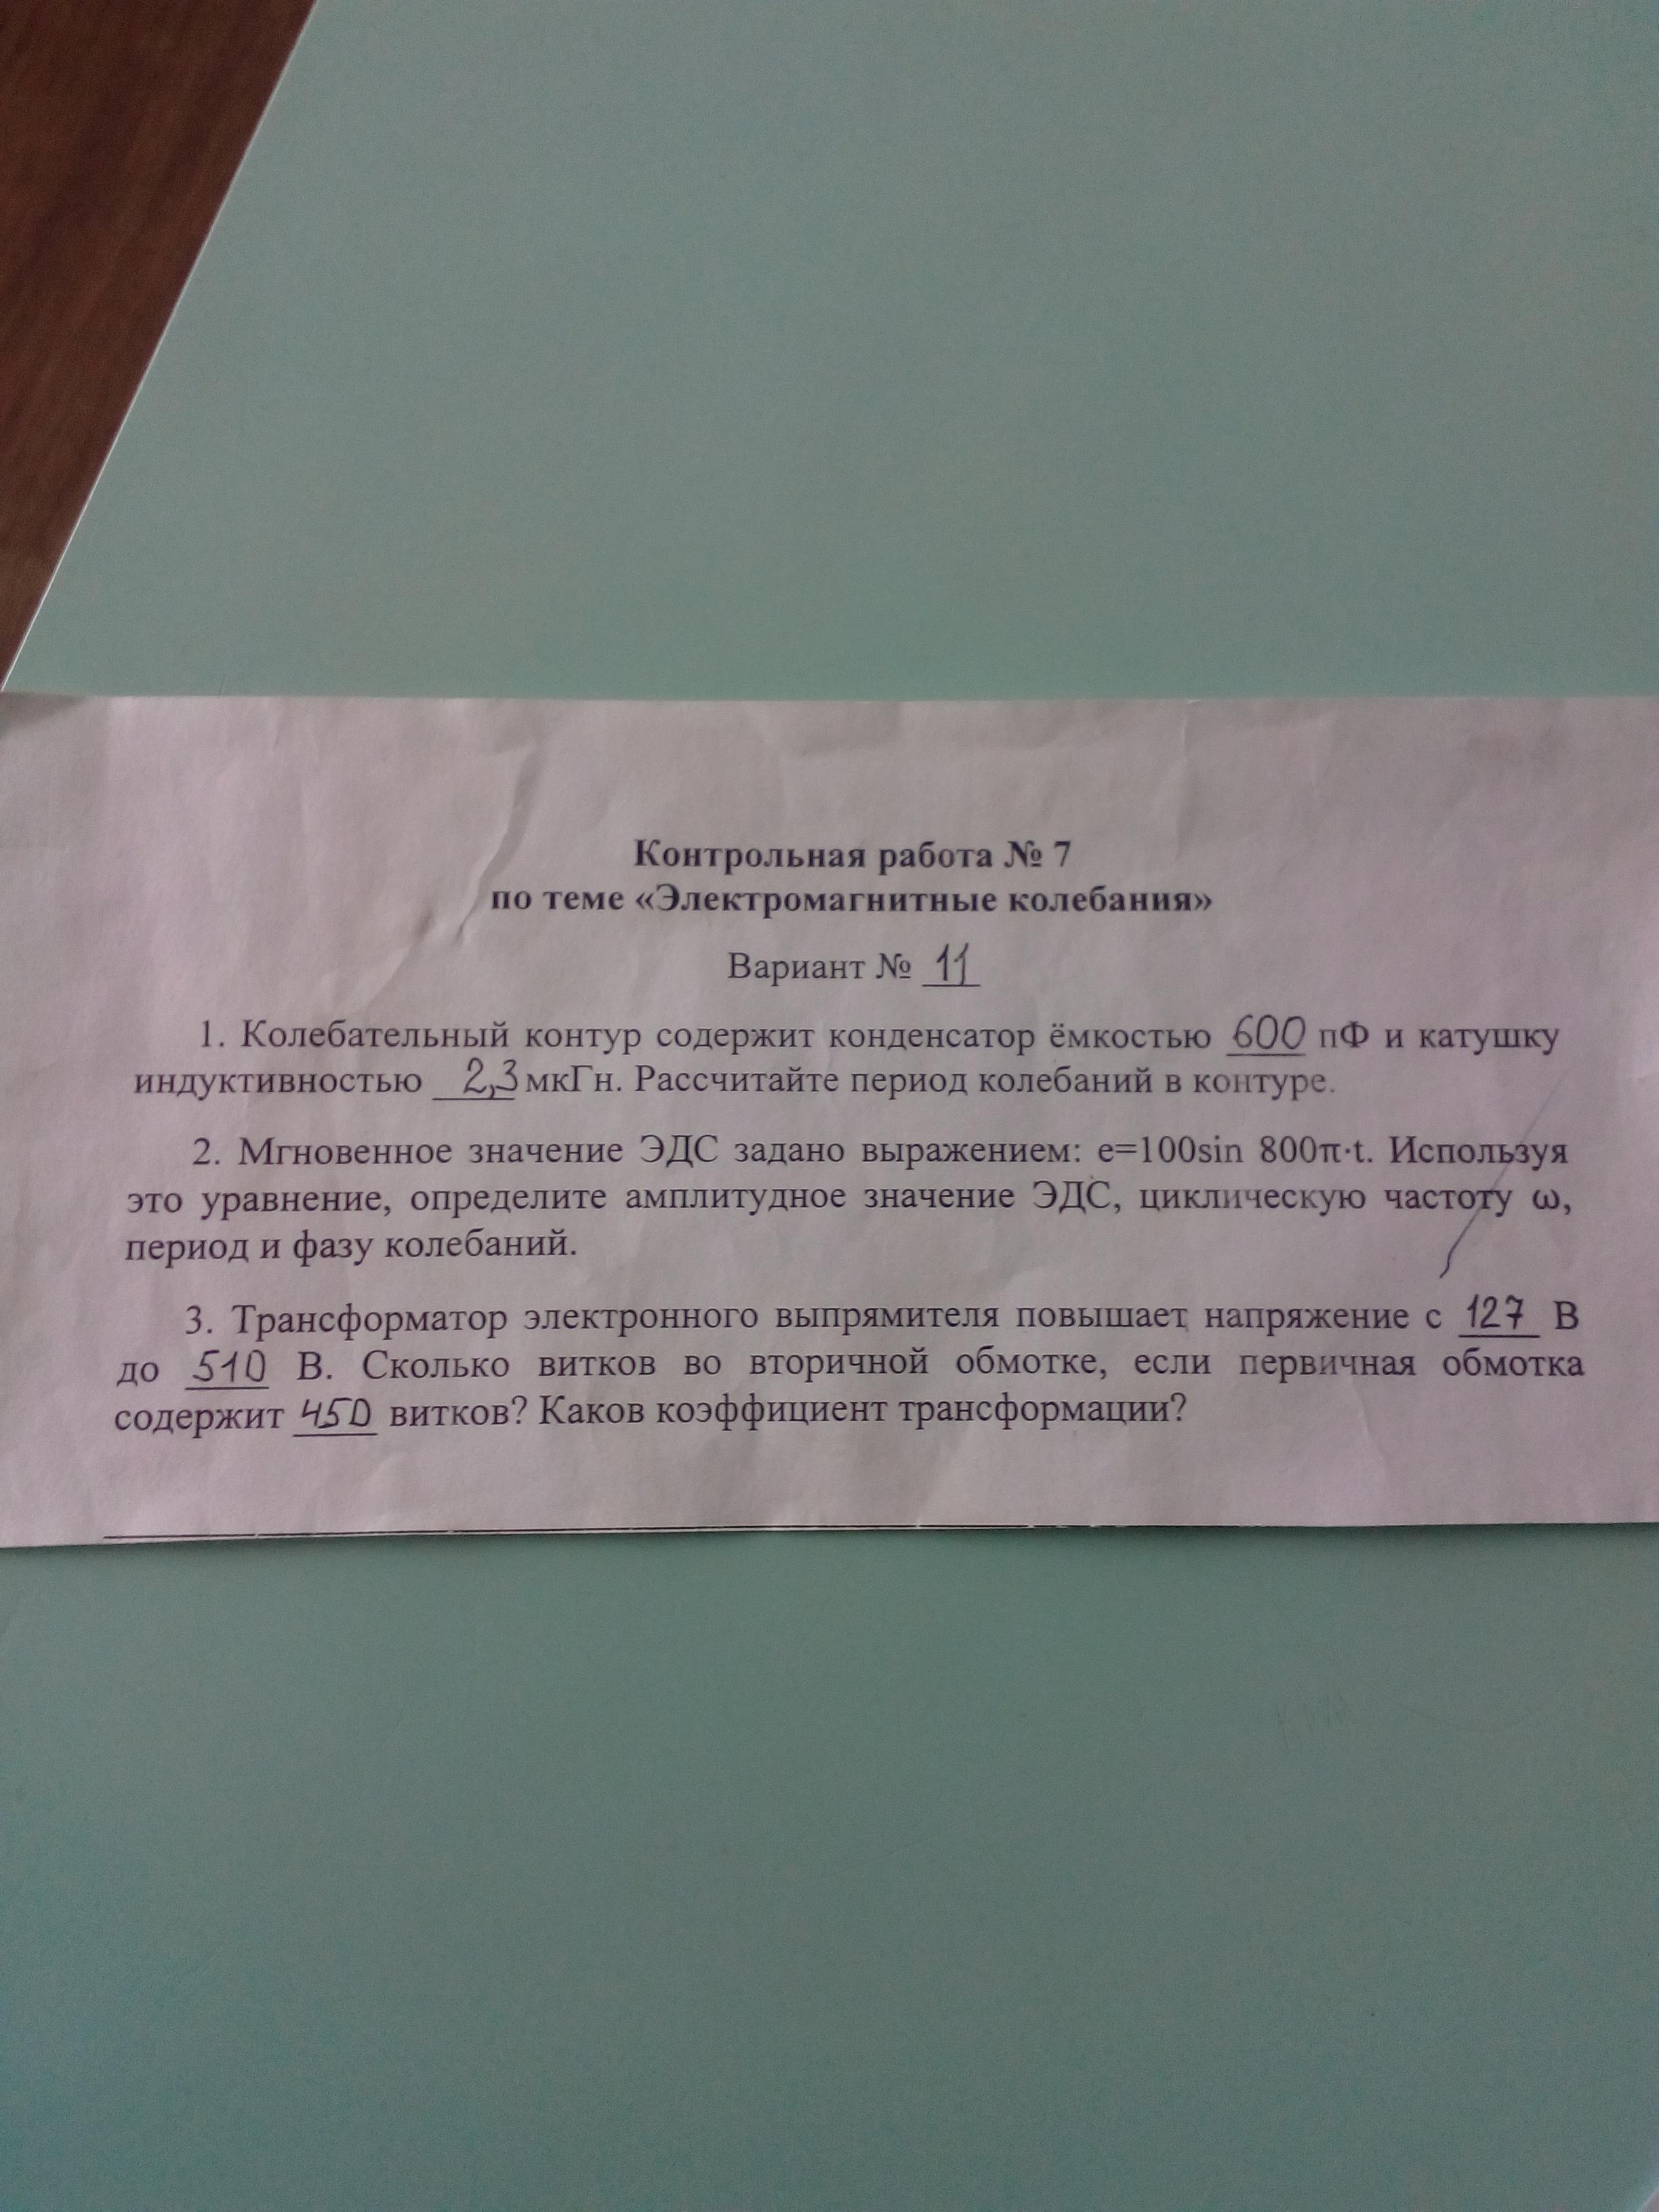 Контрольная работа № 7
по теме «Электромагнитные колебания»
Вариант № 11
1. Колебательный контур содержит конденсатор ёмкостью 600 пФ и катушку
индуктивностью 2,3 мкГн. Рассчитайте период колебаний в контуре.
2. Мгновенное значение ЭДС задано выражением: e=100sin 800π·t. Используя
это уравнение, определите амплитудное значение ЭДС, циклическую частоту ω,
период и фазу колебаний.
3. Трансформатор электронного выпрямителя повышает напряжение с 127 В
до 510 В. Сколько витков во вторичной обмотке, если первичная обмотка
содержит 450 витков? Каков коэффициент трансформации?